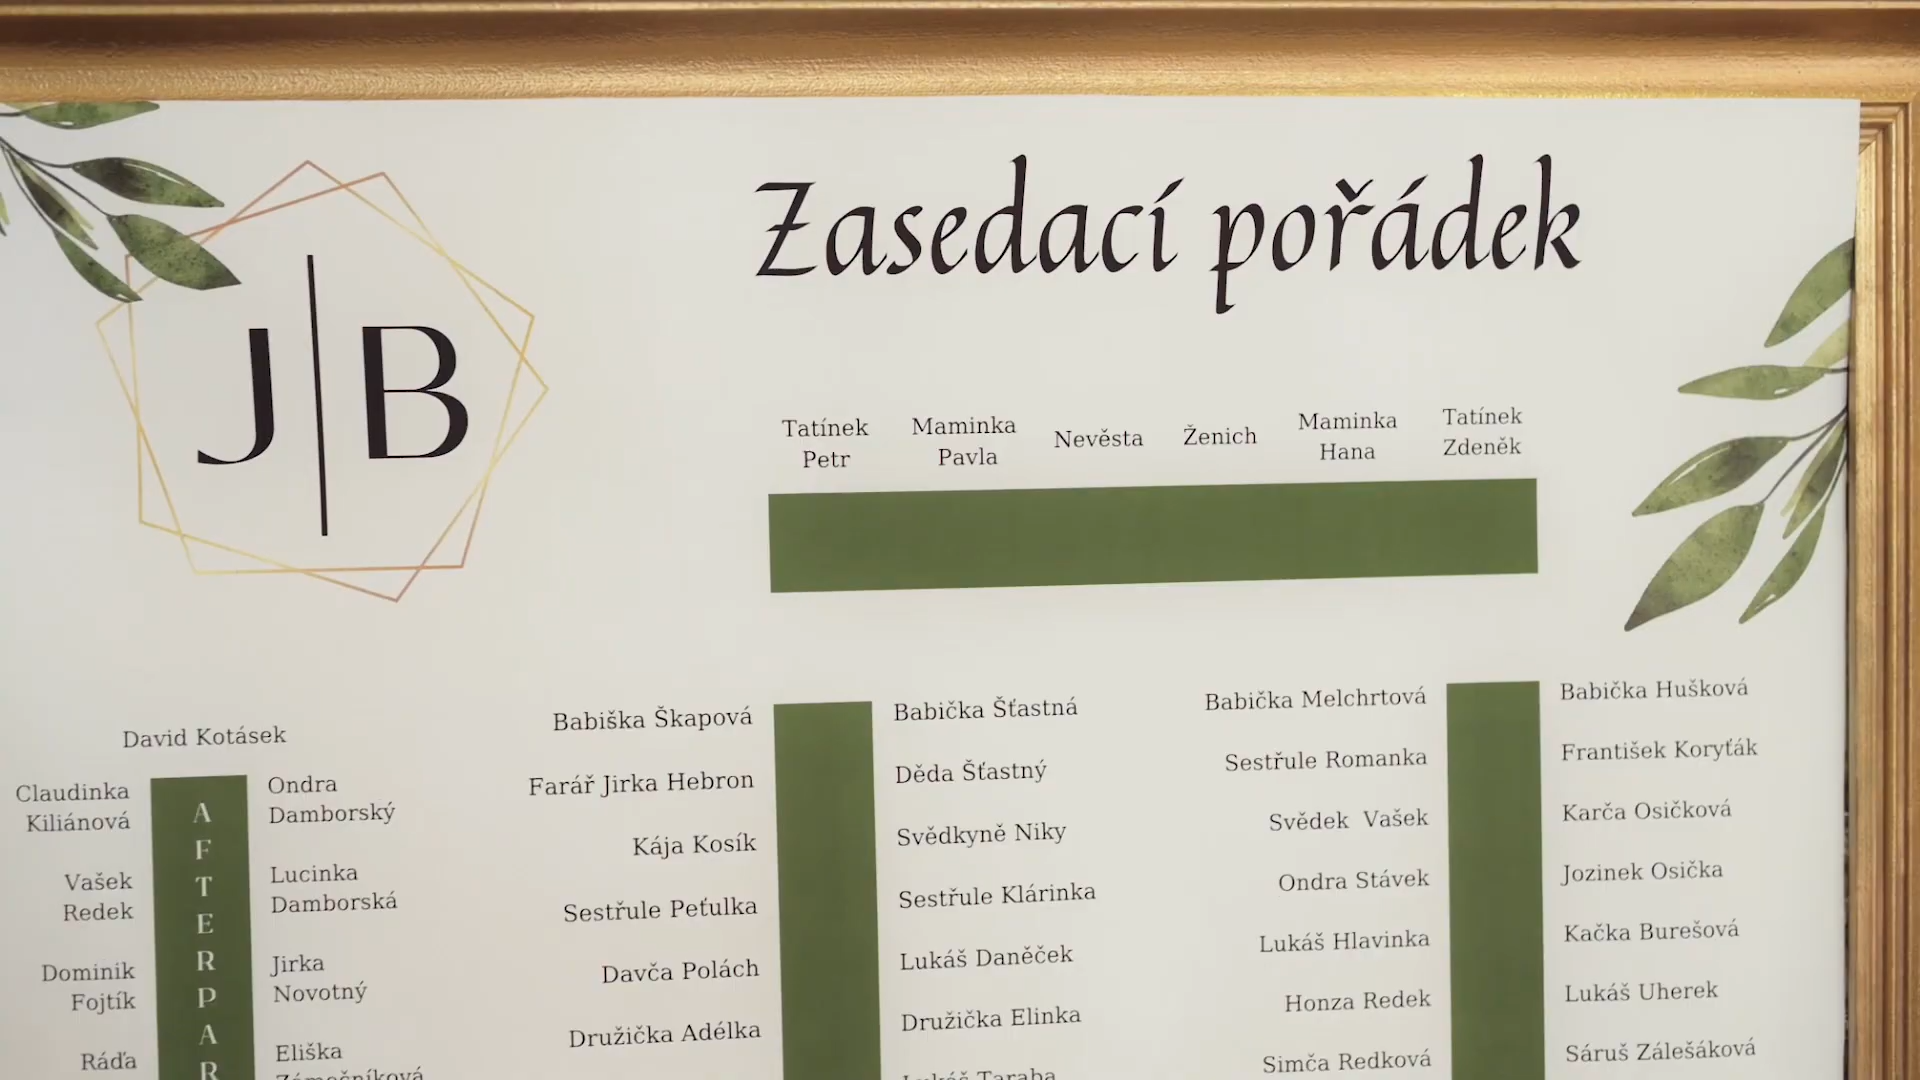 J | B
Zasedací pořádek
Tatínek
Petr
Maminka
Pavla
Nevěsta
Ženich
Maminka
Hana
Tatínek
Zdeněk
David Kotásek
Claudinka
Kiliánová
Vašek
Redek
Dominik
Fojtík
Ráďa
AFTERPAR
Ondra
Damborský
Lucinka
Damborská
Jirka
Novotný
Eliška
Zámečníková
Babiška Škapová
Farář Jirka Hebron
Kája Kosík
Sestřule Peťulka
Davča Polách
Družička Adélka
Babička Šťastná
Děda Šťastný
Svědkyně Niky
Sestřule Klárinka
Lukáš Daněček
Družička Elinka
Lukáš Taraba
Babička Melchrtová
Sestřule Romanka
Svědek Vašek
Ondra Stávek
Lukáš Hlavinka
Honza Redek
Simča Redková
Babička Hušková
František Koryťák
Karča Osičková
Jozinek Osička
Kačka Burešová
Lukáš Uherek
Sáruš Zálešáková